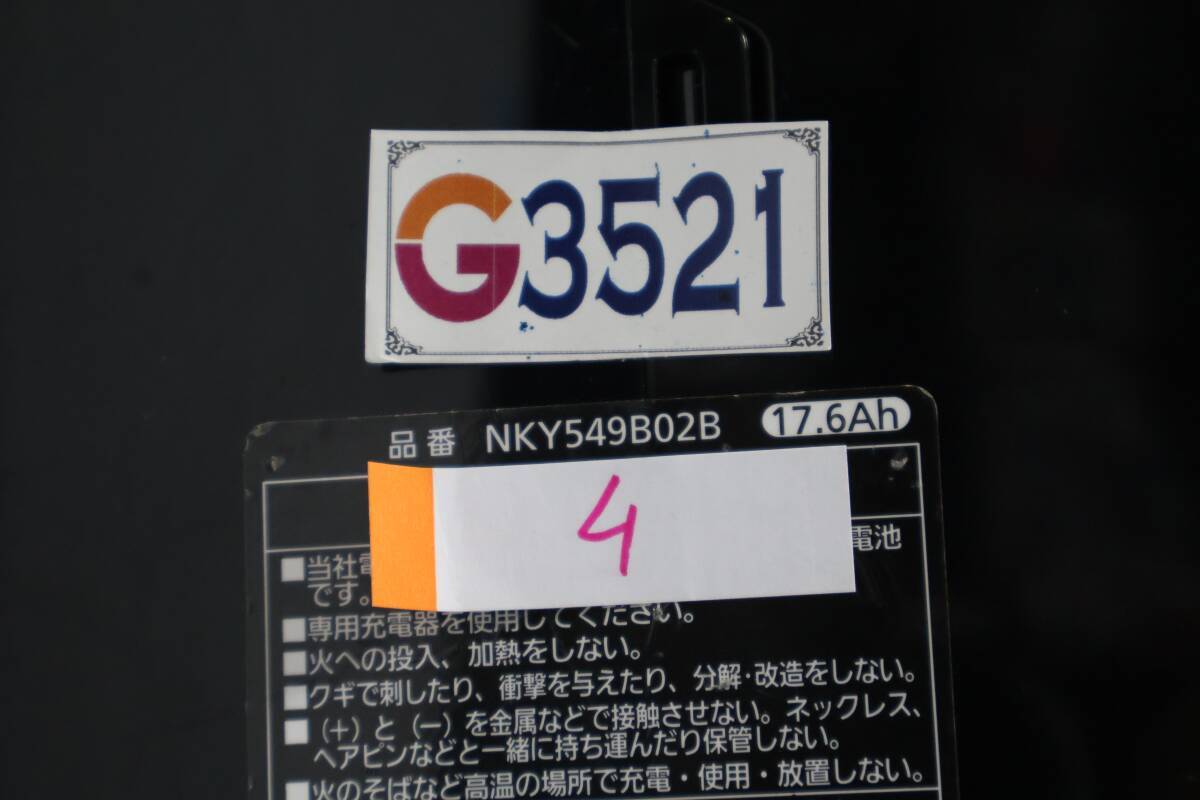 G3521
品番 NKY549B02B 17.6Ah
4
電池
■当社電
です。
■専用充電器を使用してください。
■火への投入、加熱をしない。
■クギで刺したり、衝撃を与えたり、分解・改造をしない。
■(+)と(−)を金属などで接触させない。ネックレス、
ヘアピンなどと一緒に持ち運んだり保管しない。
■火のそばなど高温の場所で充電・使用・放置しない。